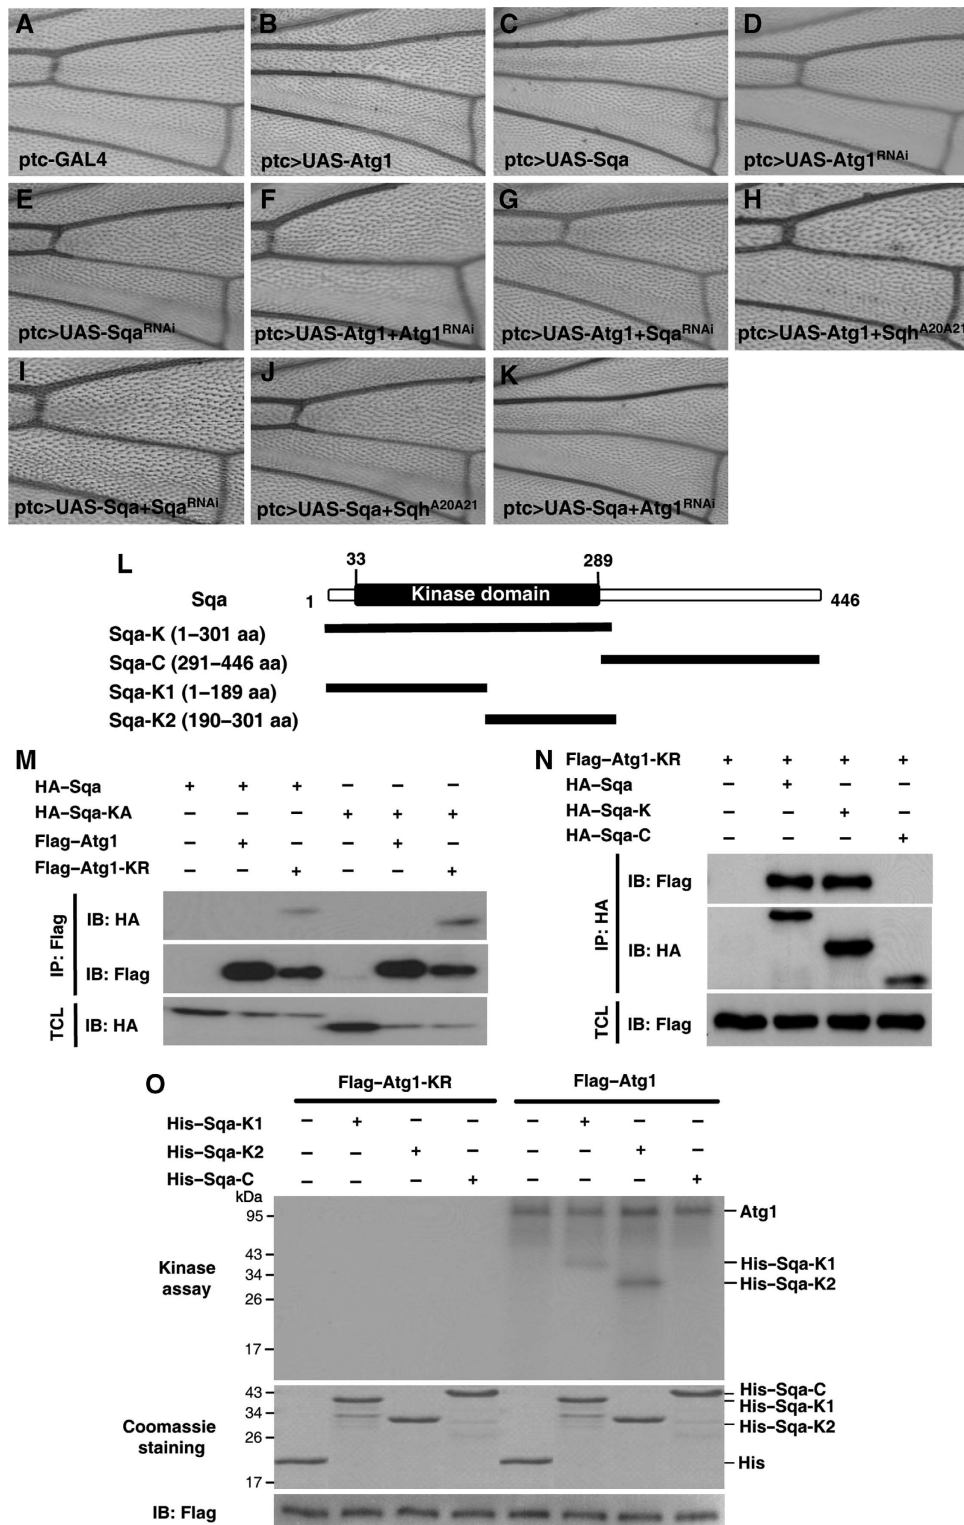 A
B
C
D
ptc-GAL4
ptc>UAS-Atg1
ptc>UAS-Sqa
ptc>UAS-Atg1RNAi
E
F
G
H
ptc>UAS-SqaRNAi
ptc>UAS-Atg1+Atg1RNAi
ptc>UAS-Atg1+SqaRNAi
ptc>UAS-Atg1+SqhA20A21
I
J
K
ptc>UAS-Sqa+SqaRNAi
ptc>UAS-Sqa+SqhA20A21
ptc>UAS-Sqa+Atg1RNAi
L
33
289
Sqa
1
Kinase domain
446
Sqa-K (1–301 aa)
Sqa-C (291–446 aa)
Sqa-K1 (1–189 aa)
Sqa-K2 (190–301 aa)
M
HA–Sqa + + + – – –
HA–Sqa-KA – – – + + +
Flag–Atg1 – + – – + –
Flag–Atg1-KR – – + – – +
IP: Flag
IB: HA
IB: Flag
TCL
IB: HA
N
Flag–Atg1-KR + + + +
HA–Sqa – + – –
HA–Sqa-K – – + –
HA–Sqa-C – – – +
IP: HA
IB: Flag
IB: HA
TCL
IB: Flag
O
Flag–Atg1-KR
Flag–Atg1
His–Sqa-K1 – + – – – + – –
His–Sqa-K2 – – + – – – + –
His–Sqa-C – – – + – – – +
kDa
95
43
34
26
17
Kinase assay
Atg1
His–Sqa-K1
His–Sqa-K2
43
34
26
17
Coomassie staining
His–Sqa-C
His–Sqa-K1
His–Sqa-K2
His
IB: Flag